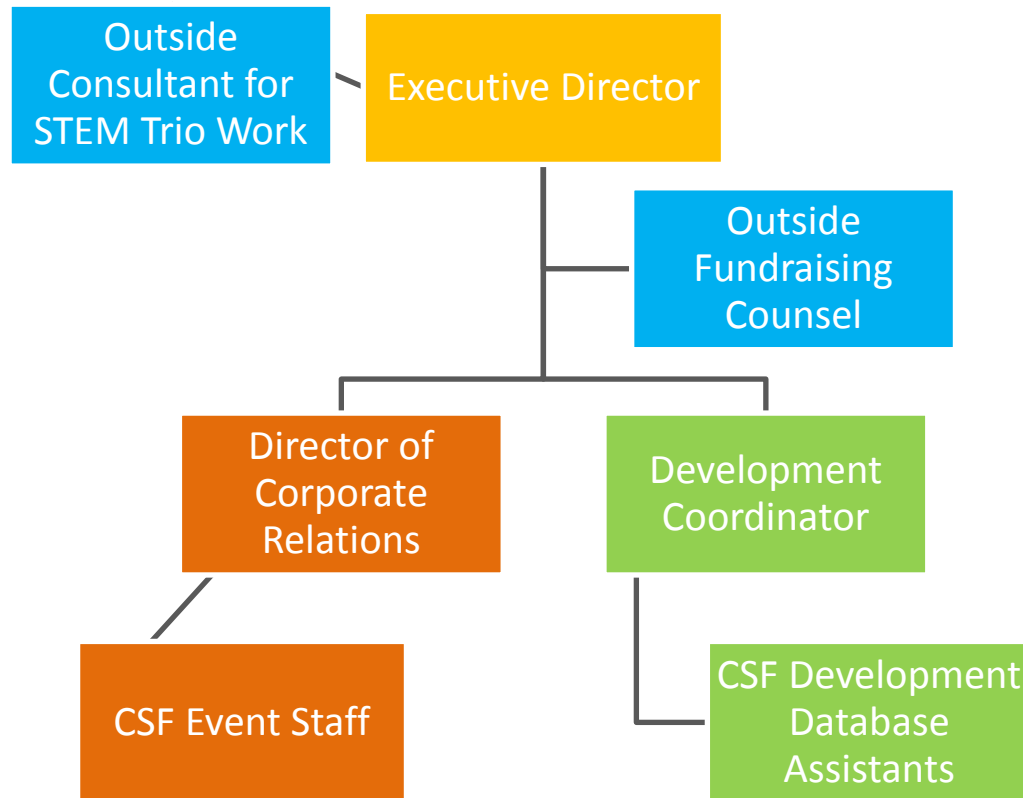 Outside
Consultant for
STEM Trio Work
Executive Director
Outside
Fundraising
Counsel
Director of
Corporate
Relations
Development
Coordinator
CSF Event Staff
CSF Development
Database
Assistants